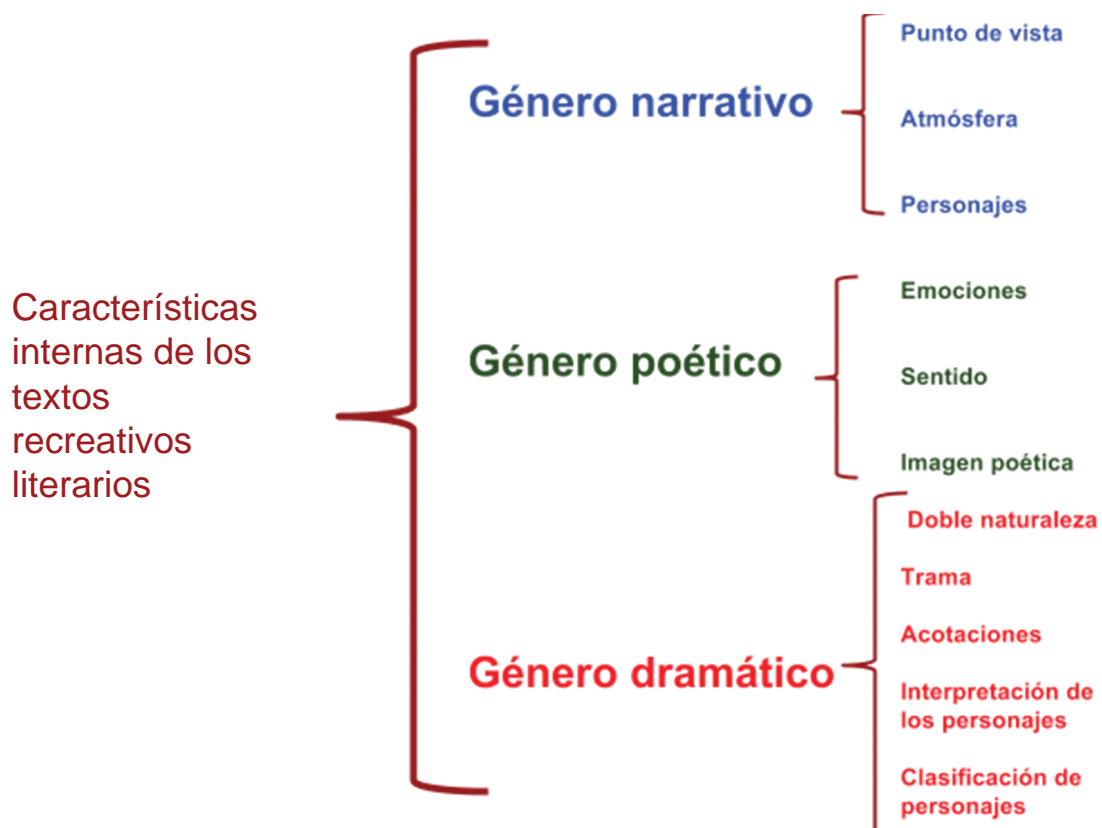 Característícas
internas de los
textos
recreativos
literarios
Género narrativo
Punto de vista
Atmósfera
Personajes
Género poético
Emociones
Sentido
Imagen poética
Género dramático
Doble naturaleza
Trama
Acotaciones
Interpretación de
los personajes
Clasificación de
personajes